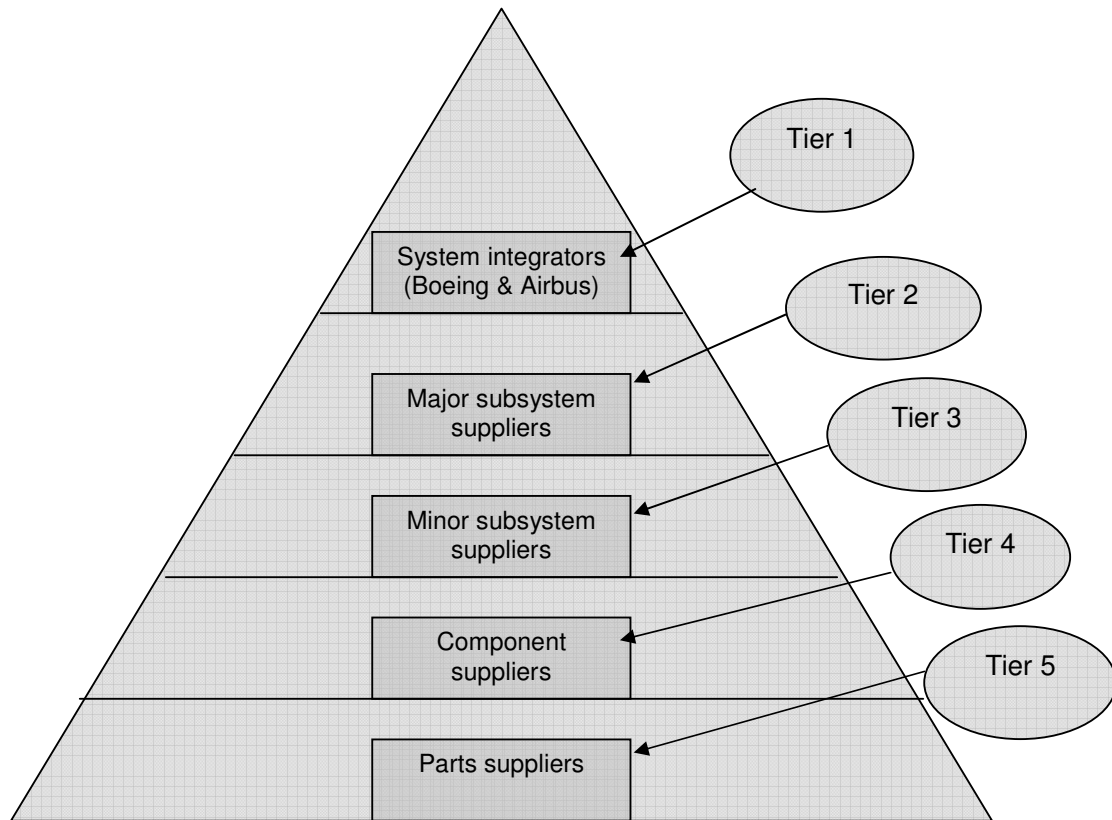 Tier 1
System integrators
(Boeing & Airbus)
Tier 2
Major subsystem
suppliers
Tier 3
Minor subsystem
suppliers
Tier 4
Component
suppliers
Tier 5
Parts suppliers